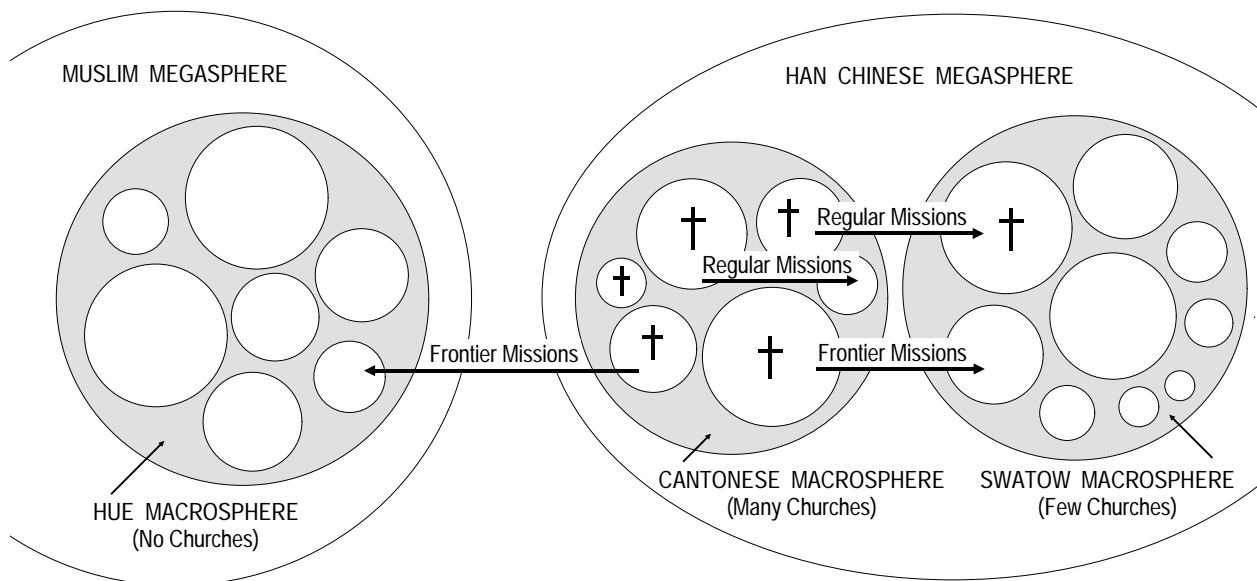 MUSLIM MEGASPHERE
HAN CHINESE MEGASPHERE
Regular Missions
Regular Missions
Frontier Missions
Frontier Missions
HUE MACROSPHERE
(No Churches)
CANTONESE MACROSPHERE
(Many Churches)
SWATOW MACROSPHERE
(Few Churches)